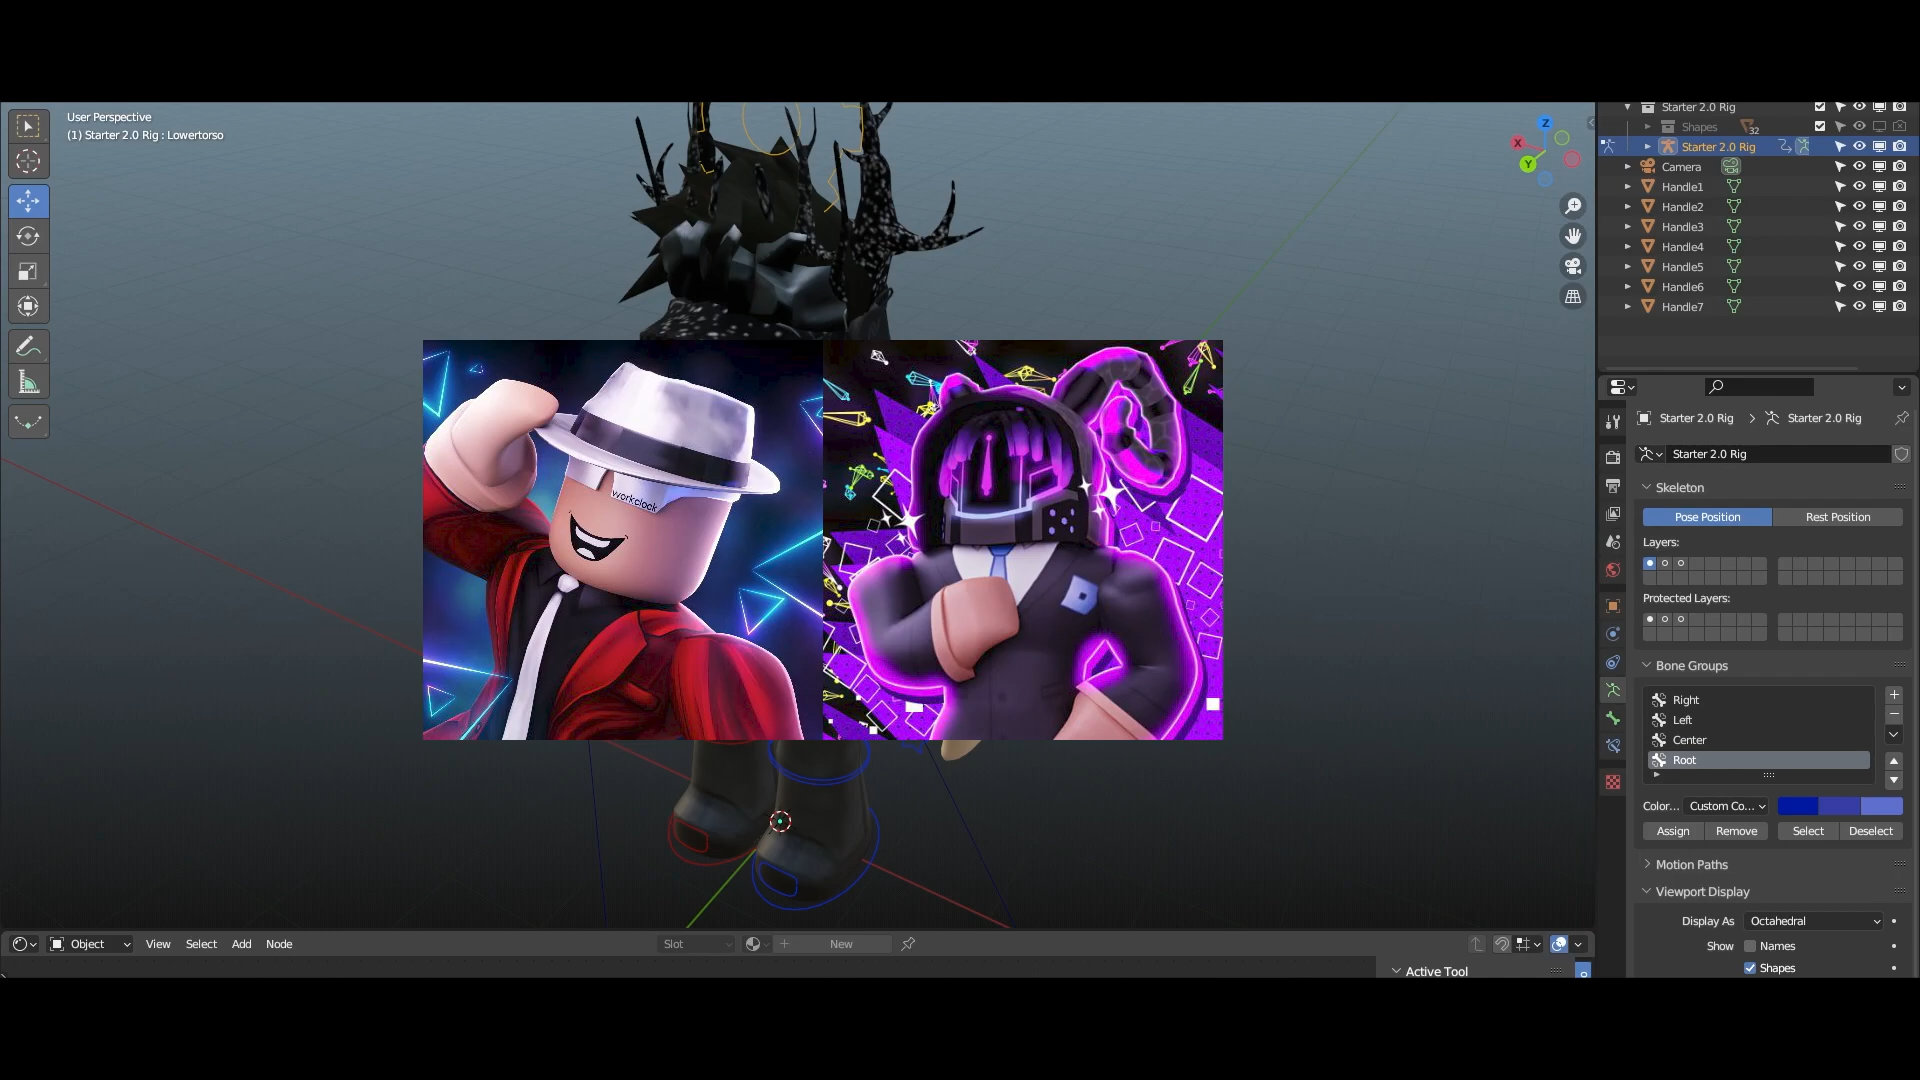 User Perspective
(1) Starter 2.0 Rig : Lowertorso
Z
X
Y
Starter 2.0 Rig
Shapes
32
Starter 2.0 Rig
Camera
Handle1
Handle2
Handle3
Handle4
Handle5
Handle6
Handle7
workclock
Starter 2.0 Rig
Starter 2.0 Rig
Starter 2.0 Rig
Skeleton
Pose Position
Rest Position
Layers:
Protected Layers:
Bone Groups
Right
Left
Center
Root
Color...
Custom Co...
Assign
Remove
Select
Deselect
Motion Paths
Viewport Display
Display As
Octahedral
Show
Names
Shapes
Object
View
Select
Add
Node
Slot
New
Active Tool